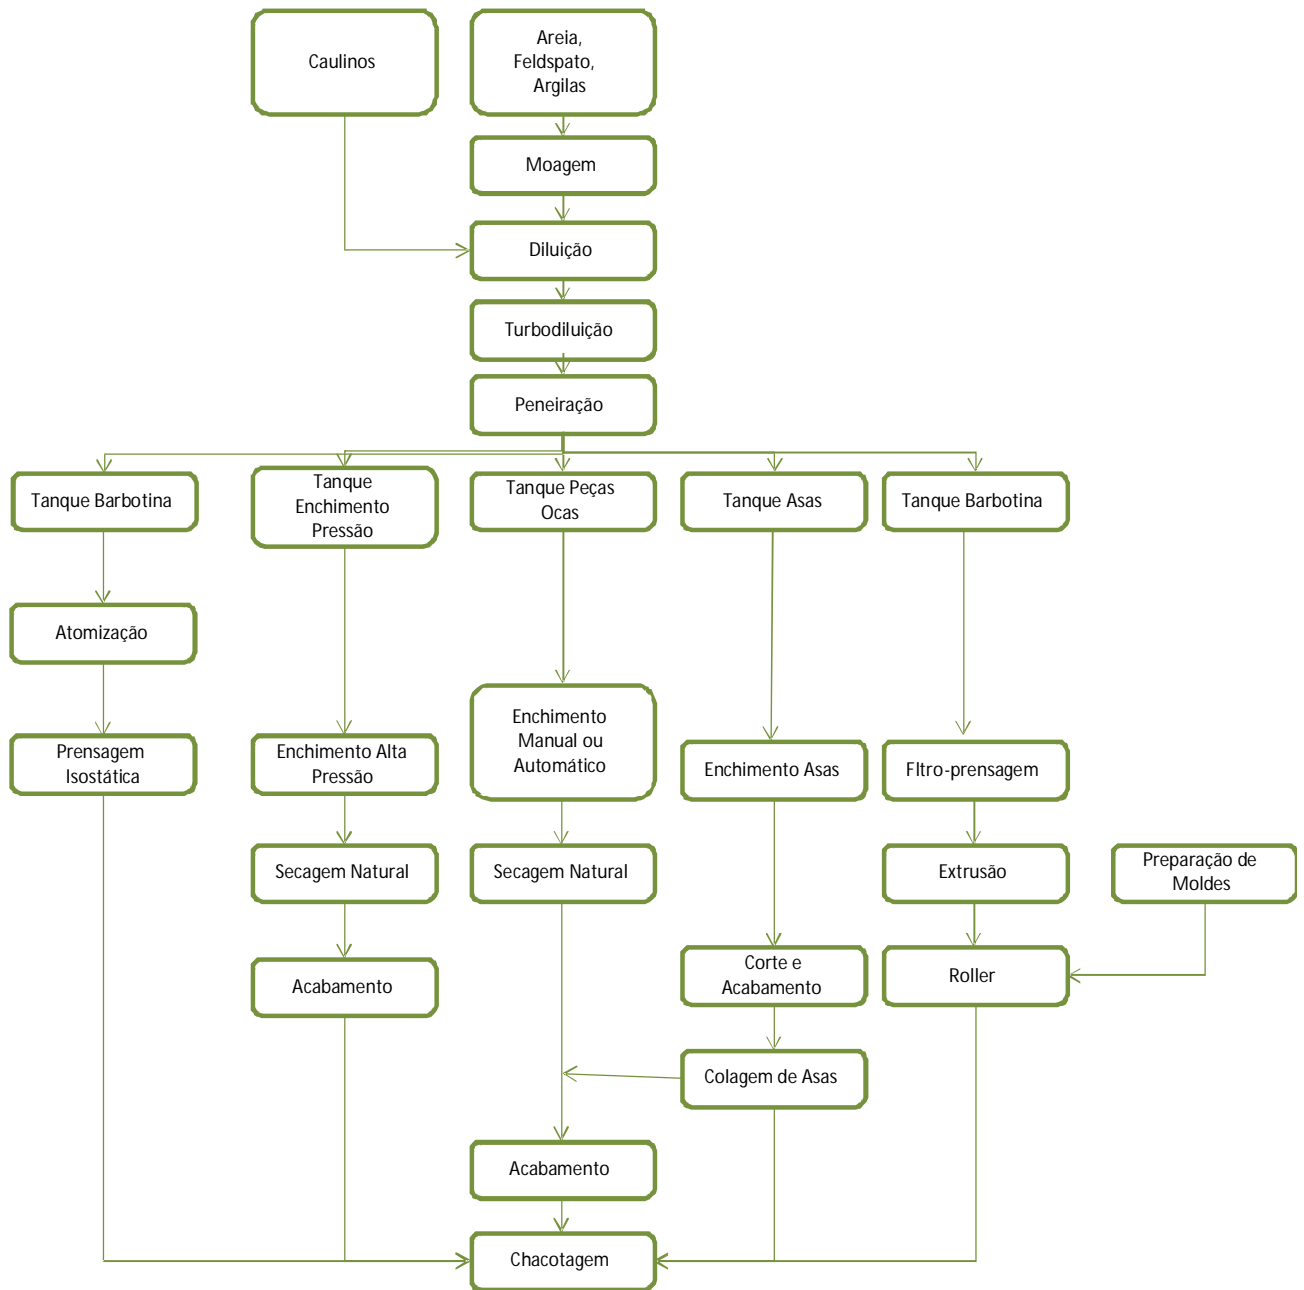 Caulinos
Areia,
Feldspato,
Argilas
Moagem
Diluição
Turbodiluição
Peneiração
Tanque Barbotina
Tanque
Enchimento
Pressão
Tanque Peças
Ocas
Tanque Asas
Tanque Barbotina
Atomização
Prensagem
Isostática
Enchimento Alta
Pressão
Enchimento
Manual ou
Automático
Enchimento Asas
Fltro-prensagem
Secagem Natural
Secagem Natural
Extrusão
Preparação de
Moldes
Acabamento
Corte e
Acabamento
Roller
Colagem de Asas
Acabamento
Chacotagem